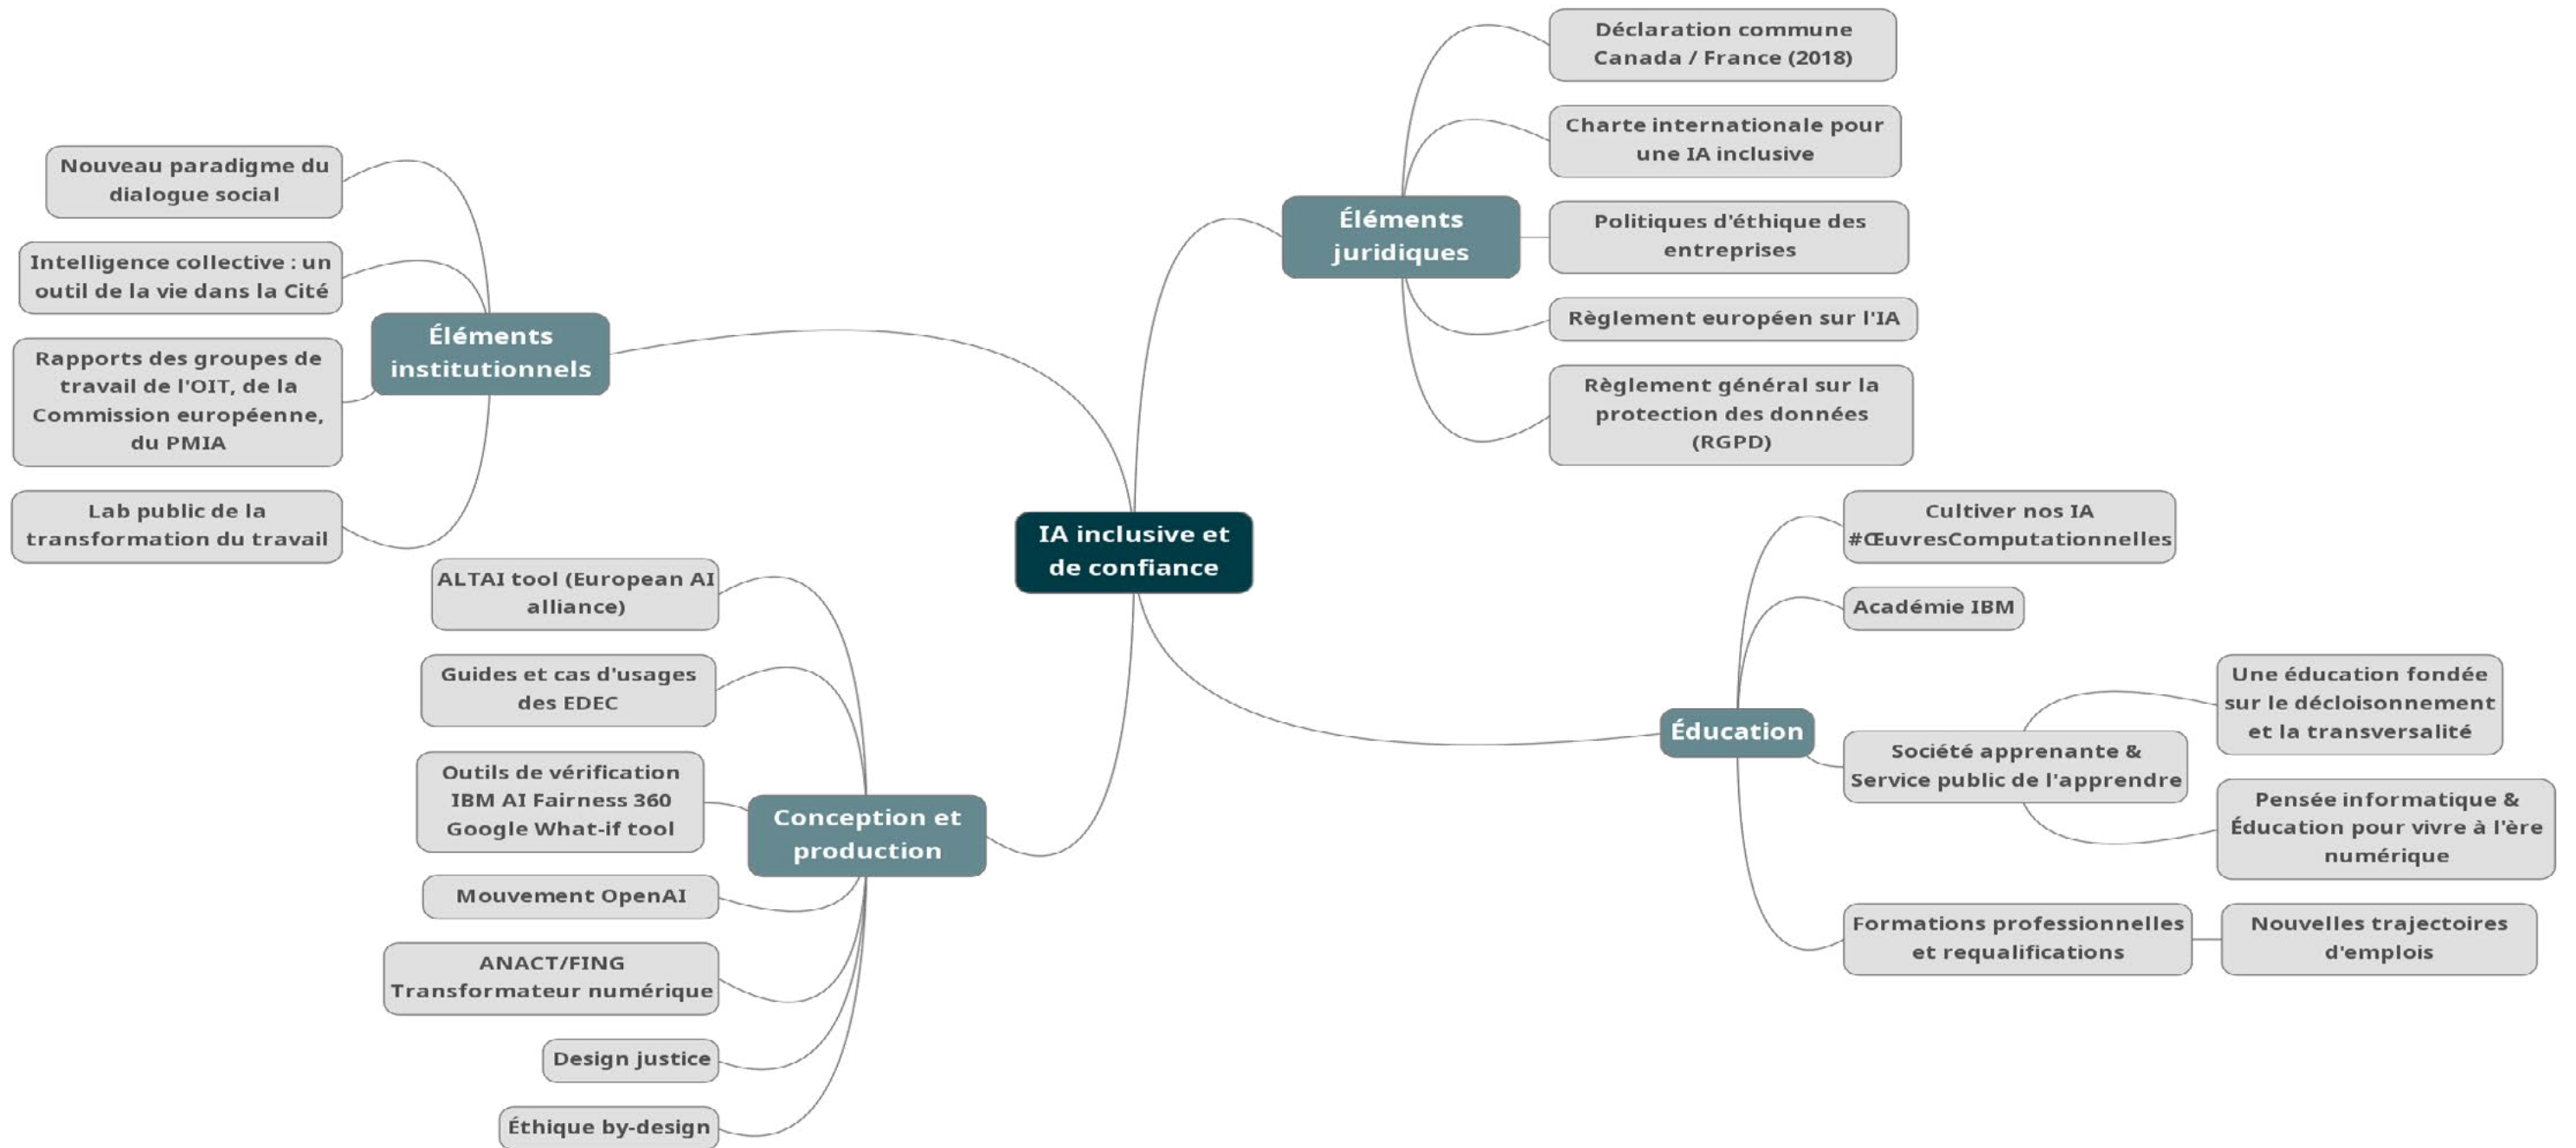 IA inclusive et
de confiance
Éléments
institutionnels
Nouveau paradigme du
dialogue social
Intelligence collective : un
outil de la vie dans la Cité
Rapports des groupes de
travail de l'OIT, de la
Commission européenne,
du PMIA
Lab public de la
transformation du travail
Conception et
production
ALTAI tool (European AI
alliance)
Guides et cas d'usages
des EDEC
Outils de vérification
IBM AI Fairness 360
Google What-if tool
Mouvement OpenAI
ANACT/FING
Transformateur numérique
Design justice
Éthique by-design
Éléments
juridiques
Déclaration commune
Canada / France (2018)
Charte internationale pour
une IA inclusive
Politiques d'éthique des
entreprises
Règlement européen sur l'IA
Règlement général sur la
protection des données
(RGPD)
Éducation
Cultiver nos IA
#ŒuvresComputationnelles
Académie IBM
Société apprenante &
Service public de l'apprendre
Une éducation fondée
sur le décloisonnement
et la transversalité
Pensée informatique &
Éducation pour vivre à l'ère
numérique
Formations professionnelles
et requalifications
Nouvelles trajectoires
d'emplois